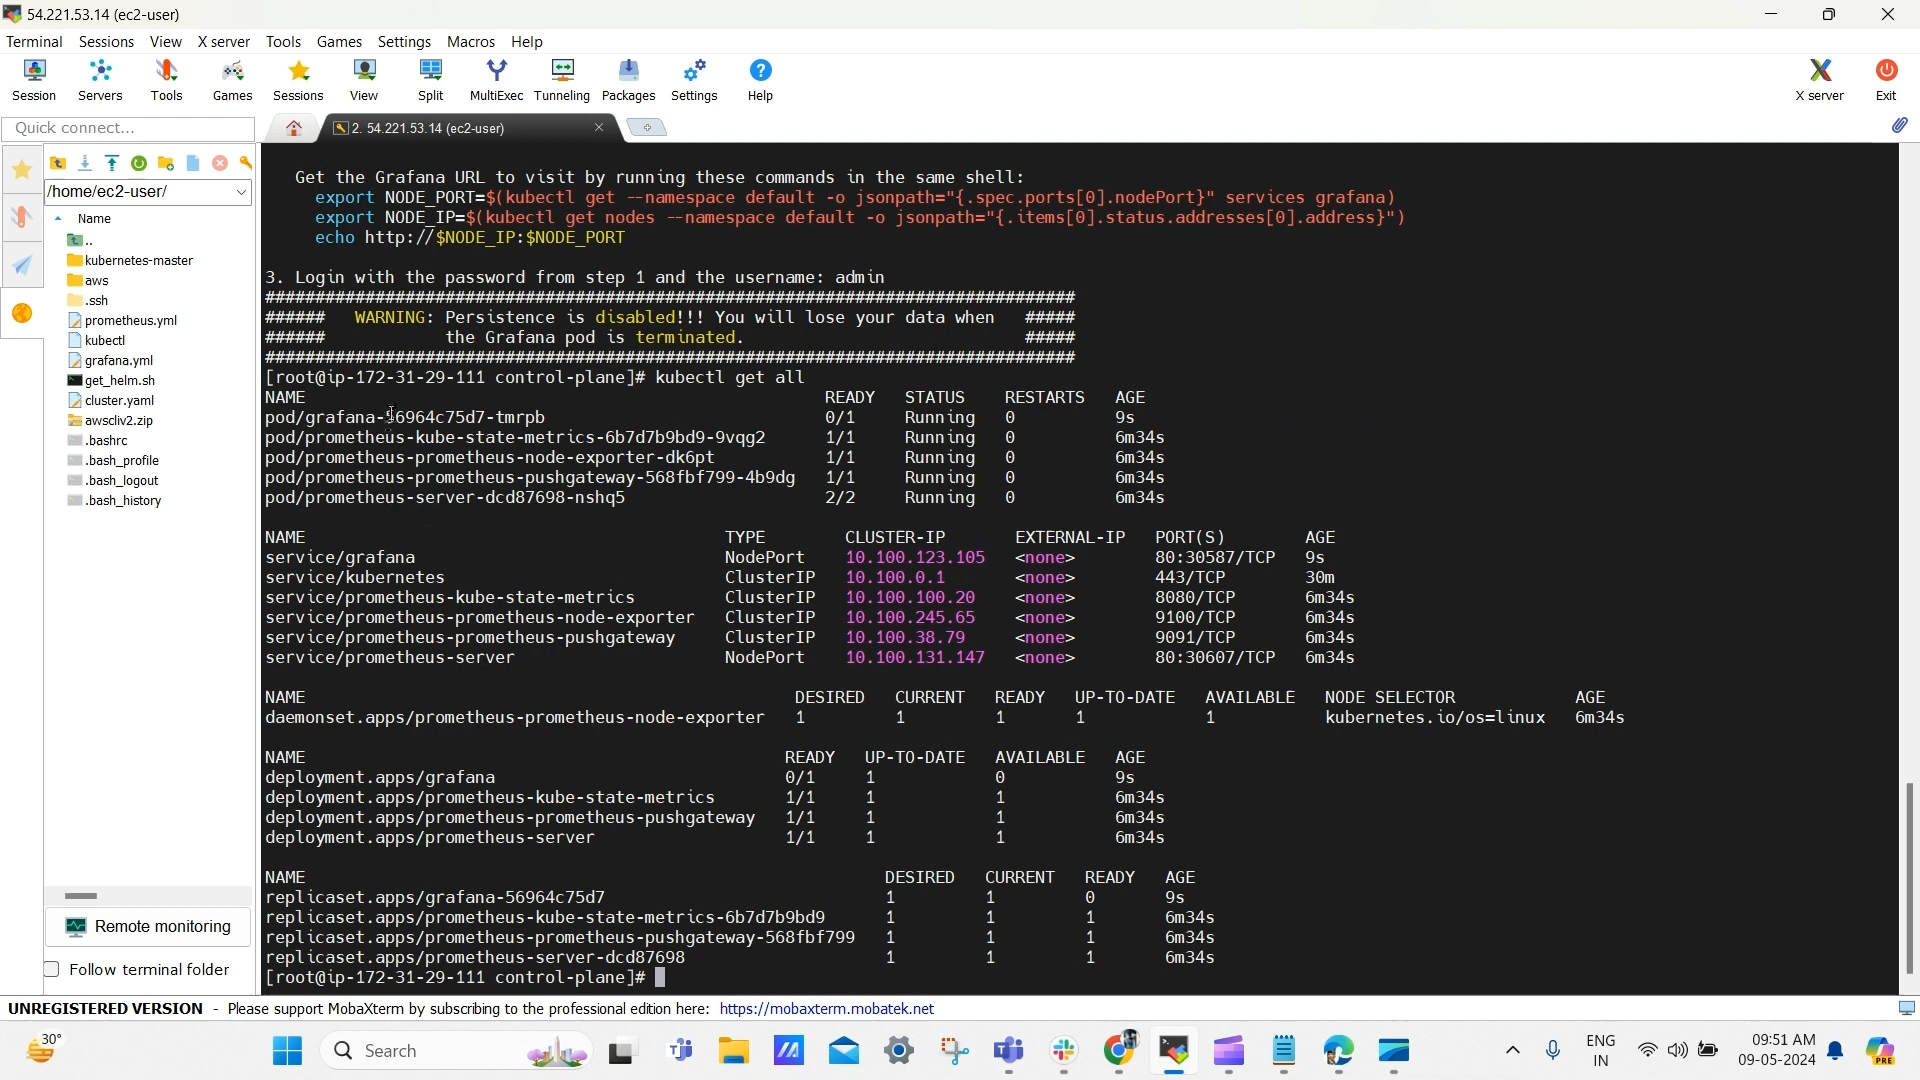 54.221.53.14 (ec2-user)
Terminal Sessions View X server Tools Games Settings Macros Help
Session Servers Tools Games Sessions View Split MultiExec Tunneling Packages Settings Help X server Exit
Quick connect... 2. 54.221.53.14 (ec2-user)
/home/ec2-user/
Name
..
kubernetes-master
aws
.ssh
prometheus.yml
kubectl
grafana.yml
get_helm.sh
cluster.yaml
awscliv2.zip
.bashrc
.bash_profile
.bash_logout
.bash_history
Remote monitoring
Follow terminal folder
Get the Grafana URL to visit by running these commands in the same shell:
export NODE_PORT=$(kubectl get --namespace default -o jsonpath="{.spec.ports[0].nodePort}" services grafana)
export NODE_IP=$(kubectl get nodes --namespace default -o jsonpath="{.items[0].status.addresses[0].address}")
echo http://$NODE_IP:$NODE_PORT
3. Login with the password from step 1 and the username: admin
#################################################################################
###### WARNING: Persistence is disabled!!! You will lose your data when #####
###### the Grafana pod is terminated. #####
#################################################################################
[root@ip-172-31-29-111 control-plane]# kubectl get all
NAME READY STATUS RESTARTS AGE
pod/grafana-56964c75d7-tmrpb 0/1 Running 0 9s
pod/prometheus-kube-state-metrics-6b7d7b9bd9-9vqg2 1/1 Running 0 6m34s
pod/prometheus-prometheus-node-exporter-dk6pt 1/1 Running 0 6m34s
pod/prometheus-prometheus-pushgateway-568fbf799-4b9dg 1/1 Running 0 6m34s
pod/prometheus-server-dcd87698-nshq5 2/2 Running 0 6m34s
NAME TYPE CLUSTER-IP EXTERNAL-IP PORT(S) AGE
service/grafana NodePort 10.100.123.105 <none> 80:30587/TCP 9s
service/kubernetes ClusterIP 10.100.0.1 <none> 443/TCP 30m
service/prometheus-kube-state-metrics ClusterIP 10.100.100.20 <none> 8080/TCP 6m34s
service/prometheus-prometheus-node-exporter ClusterIP 10.100.245.65 <none> 9100/TCP 6m34s
service/prometheus-prometheus-pushgateway ClusterIP 10.100.38.79 <none> 9091/TCP 6m34s
service/prometheus-server NodePort 10.100.131.147 <none> 80:30607/TCP 6m34s
NAME DESIRED CURRENT READY UP-TO-DATE AVAILABLE NODE SELECTOR AGE
daemonset.apps/prometheus-prometheus-node-exporter 1 1 1 1 1 kubernetes.io/os=linux 6m34s
NAME READY UP-TO-DATE AVAILABLE AGE
deployment.apps/grafana 0/1 1 0 9s
deployment.apps/prometheus-kube-state-metrics 1/1 1 1 6m34s
deployment.apps/prometheus-prometheus-pushgateway 1/1 1 1 6m34s
deployment.apps/prometheus-server 1/1 1 1 6m34s
NAME DESIRED CURRENT READY AGE
replicaset.apps/grafana-56964c75d7 1 1 0 9s
replicaset.apps/prometheus-kube-state-metrics-6b7d7b9bd9 1 1 1 6m34s
replicaset.apps/prometheus-prometheus-pushgateway-568fbf799 1 1 1 6m34s
replicaset.apps/prometheus-server-dcd87698 1 1 1 6m34s
[root@ip-172-31-29-111 control-plane]#
UNREGISTERED VERSION - Please support MobaXterm by subscribing to the professional edition here: https://mobaxterm.mobatek.net
30° Search ENG 09:51 AM
IN 09-05-2024 PRE